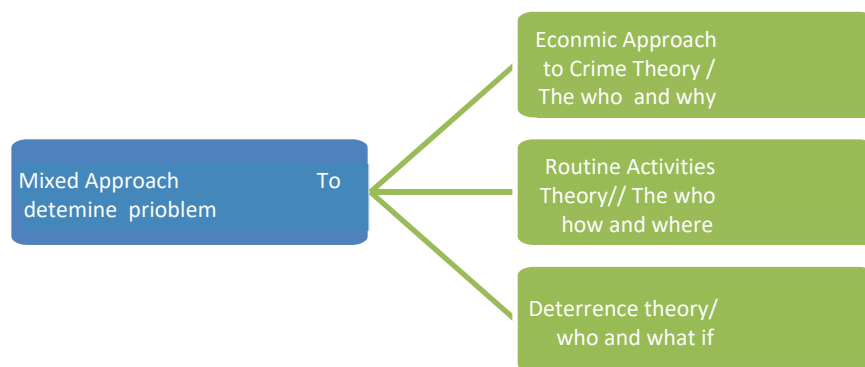 Mixed Approach To
detemine prioblem
Econmic Approach
to Crime Theory /
The who and why
Routine Activities
Theory// The who
how and where
Deterrence theory/
who and what if